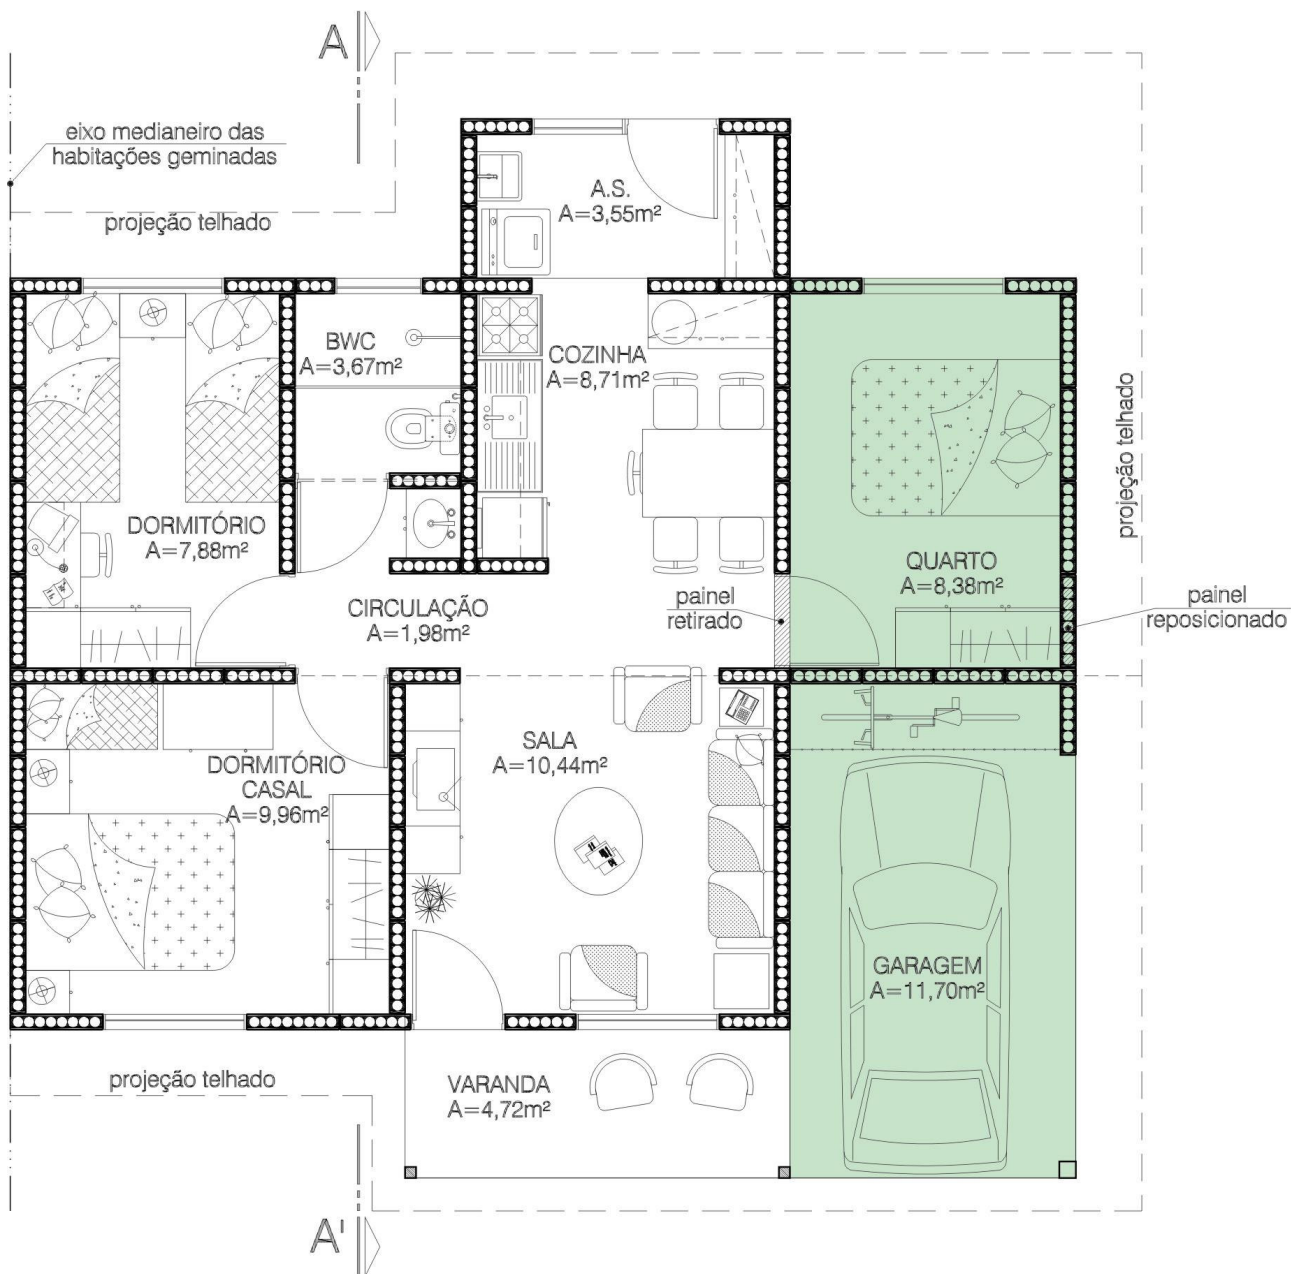 A
eixo medianeiro das
habitações geminadas
projeção telhado
A.S.
A=3,55m²
BWC
A=3,67m²
COZINHA
A=8,71m²
projeção telhado
DORMITÓRIO
A=7,88m²
QUARTO
A=8,38m²
CIRCULAÇÃO
A=1,98m²
painel
retirado
painel
reposicionado
SALA
A=10,44m²
DORMITÓRIO
CASAL
A=9,96m²
GARAGEM
A=11,70m²
projeção telhado
VARANDA
A=4,72m²
A'